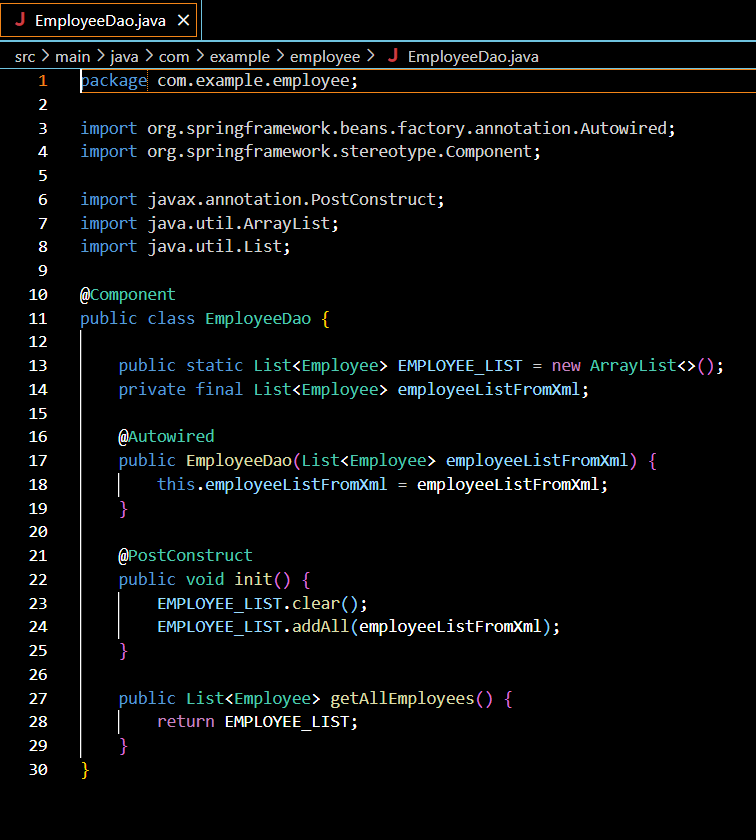 J EmployeeDao.java ×
src > main > java > com > example > employee > J EmployeeDao.java
1 package com.example.employee;
2
3 import org.springframework.beans.factory.annotation.Autowired;
4 import org.springframework.stereotype.Component;
5
6 import javax.annotation.PostConstruct;
7 import java.util.ArrayList;
8 import java.util.List;
9
10 @Component
11 public class EmployeeDao {
12
13     public static List<Employee> EMPLOYEE_LIST = new ArrayList<>();
14     private final List<Employee> employeeListFromXml;
15
16     @Autowired
17     public EmployeeDao(List<Employee> employeeListFromXml) {
18         this.employeeListFromXml = employeeListFromXml;
19     }
20
21     @PostConstruct
22     public void init() {
23         EMPLOYEE_LIST.clear();
24         EMPLOYEE_LIST.addAll(employeeListFromXml);
25     }
26
27     public List<Employee> getAllEmployees() {
28         return EMPLOYEE_LIST;
29     }
30 }